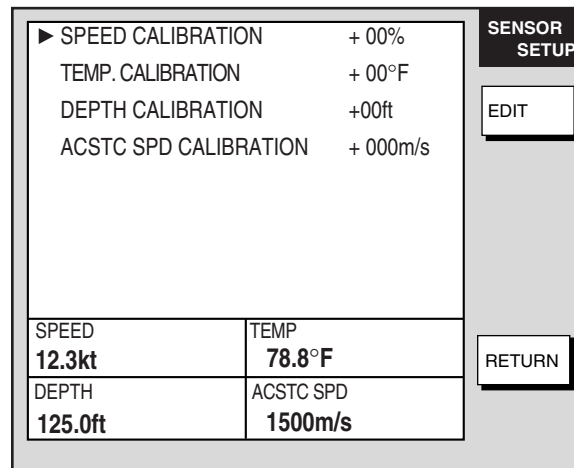 ▶ SPEED CALIBRATION + 00%
TEMP. CALIBRATION + 00°F
DEPTH CALIBRATION +00ft
ACSTC SPD CALIBRATION + 000m/s
SPEED
12.3kt
TEMP
78.8°F
DEPTH
125.0ft
ACSTC SPD
1500m/s
SENSOR
SETUP
EDIT
RETURN